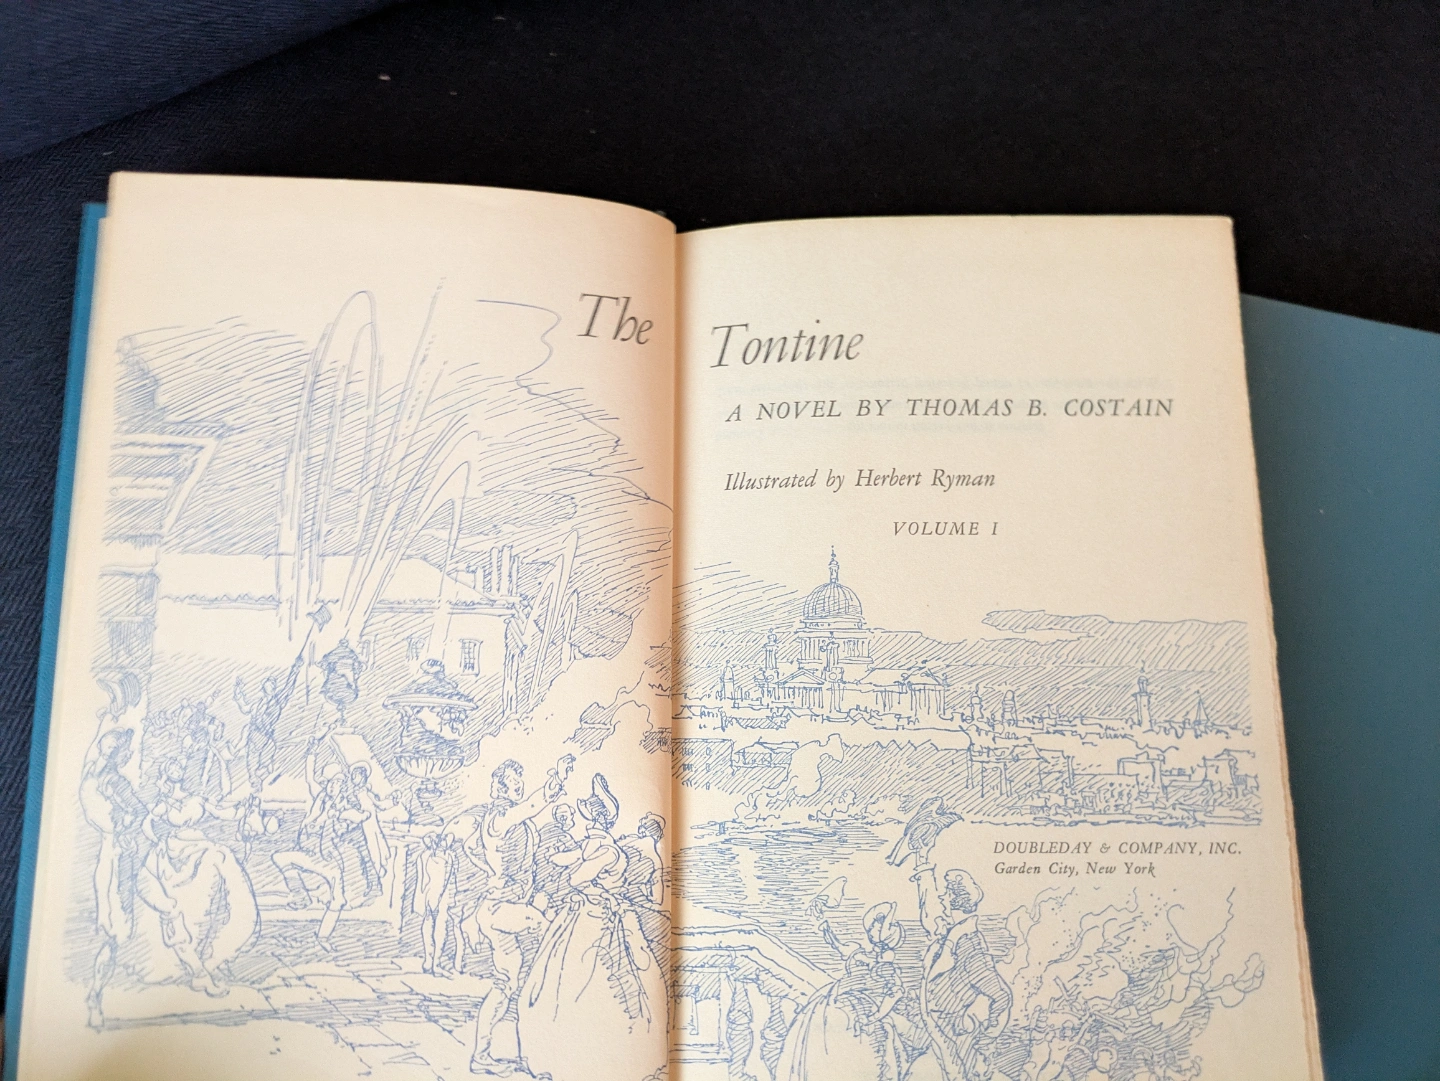 The Tontine
A NOVEL BY THOMAS B. COSTAIN
Illustrated by Herbert Ryman
VOLUME I
DOUBLEDAY & COMPANY, INC.
Garden City, New York